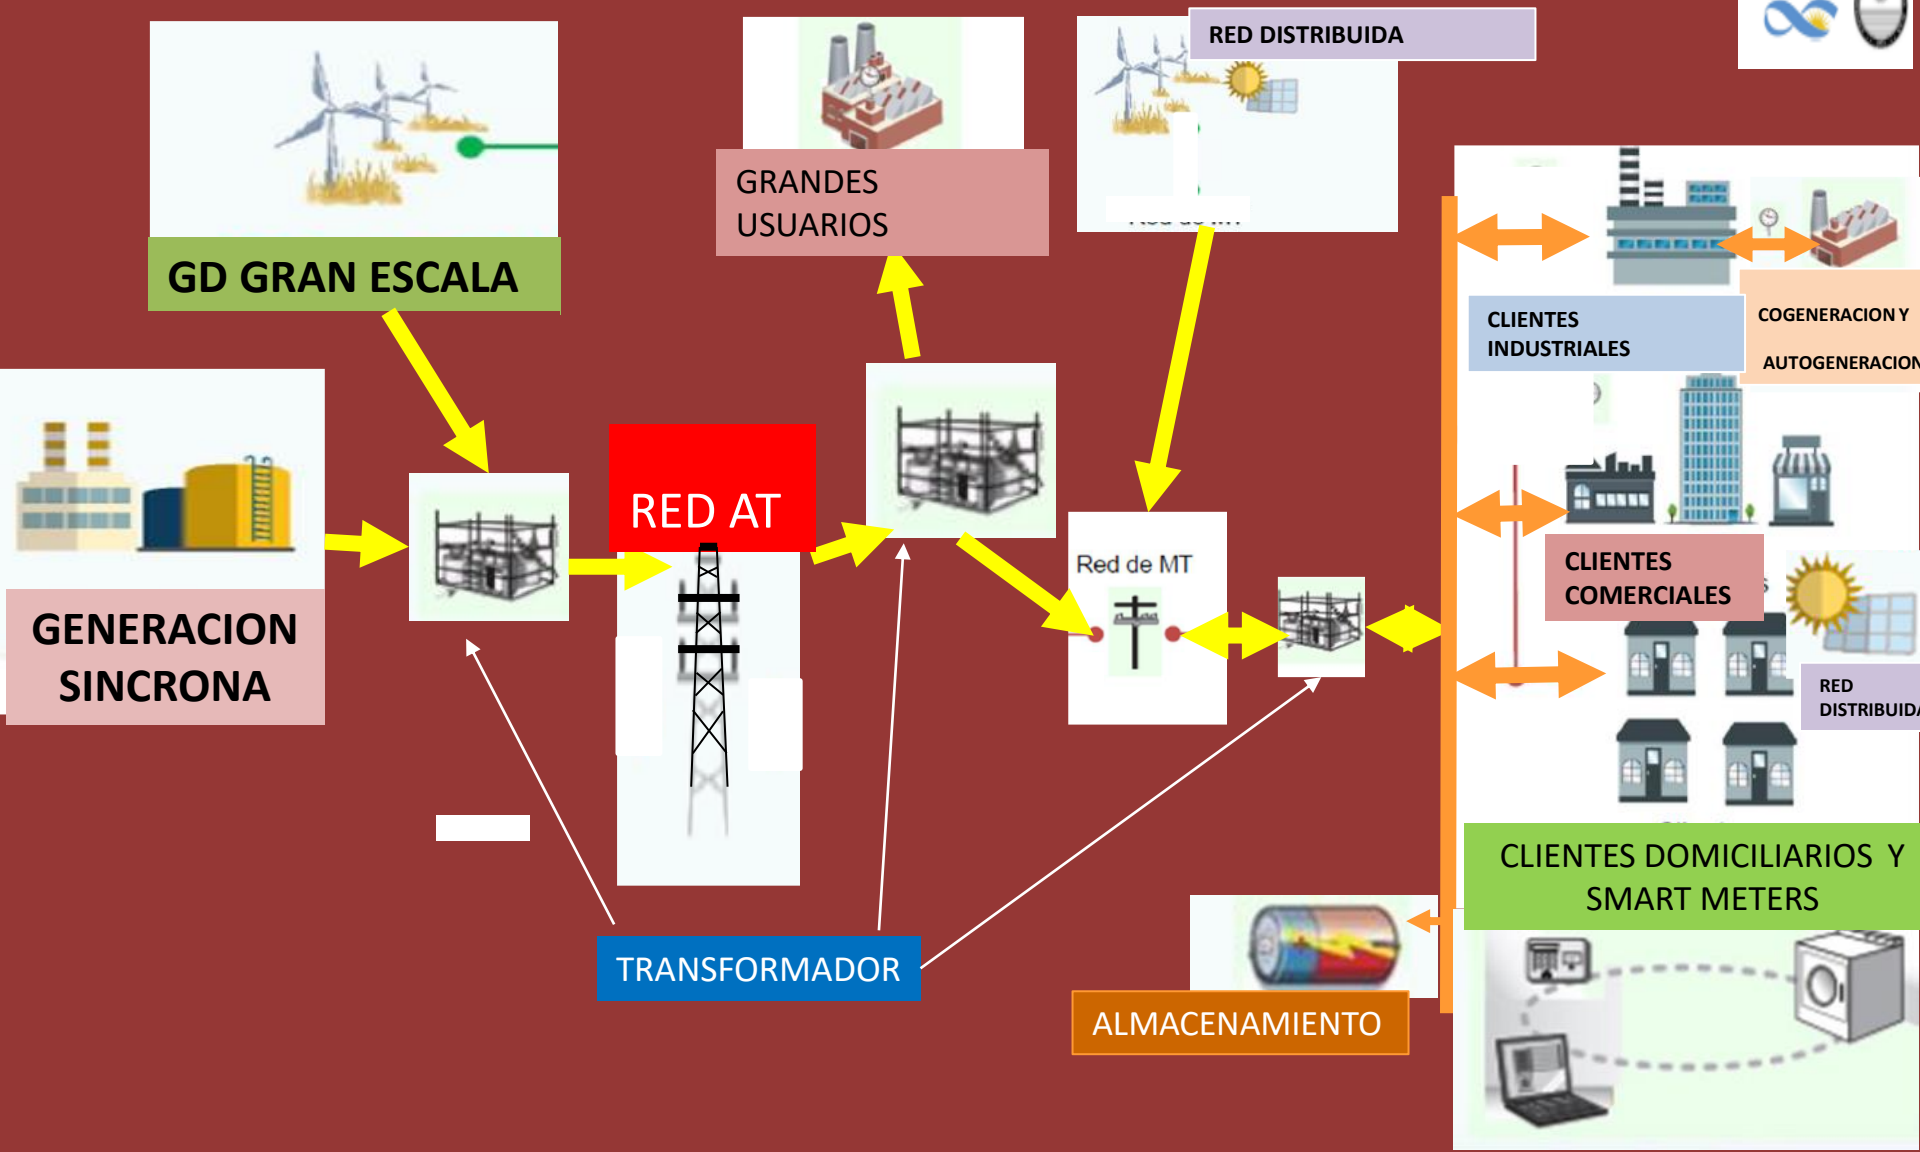 RED DISTRIBUIDA
GRANDES
USUARIOS
GD GRAN ESCALA
CLIENTES
INDUSTRIALES
COGENERACION Y
AUTOGENERACION
RED AT
Red de MT
CLIENTES
COMERCIALES
GENERACION
SINCRONA
RED
DISTRIBUIDA
CLIENTES DOMICILIARIOS Y
SMART METERS
TRANSFORMADOR
ALMACENAMIENTO